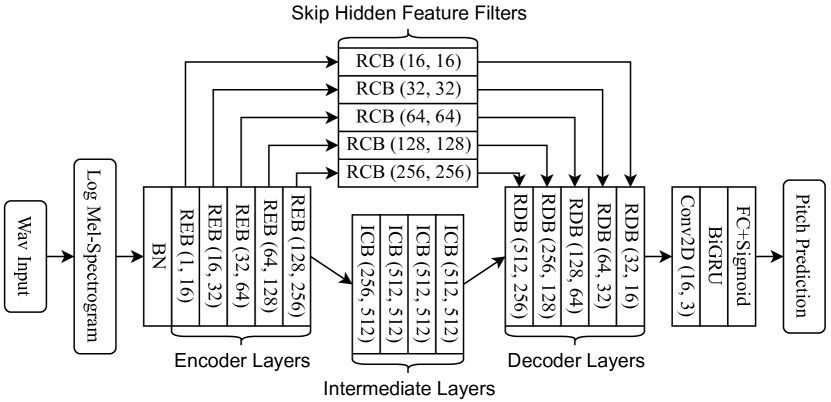 Skip Hidden Feature Filters
RCB (16, 16)
RCB (32, 32)
RCB (64, 64)
RCB (128, 128)
RCB (256, 256)
Wav Input
Log Mel-Spectrogram
BN
REB (1, 16)
REB (16, 32)
REB (32, 64)
REB (64, 128)
REB (128, 256)
Encoder Layers
ICB (256, 512)
ICB (512, 512)
ICB (512, 512)
ICB (512, 512)
Intermediate Layers
RDB (512, 256)
RDB (256, 128)
RDB (128, 64)
RDB (64, 32)
RDB (32, 16)
Decoder Layers
Conv2D (16, 3)
BiGRU
FC+Sigmoid
Pitch Prediction